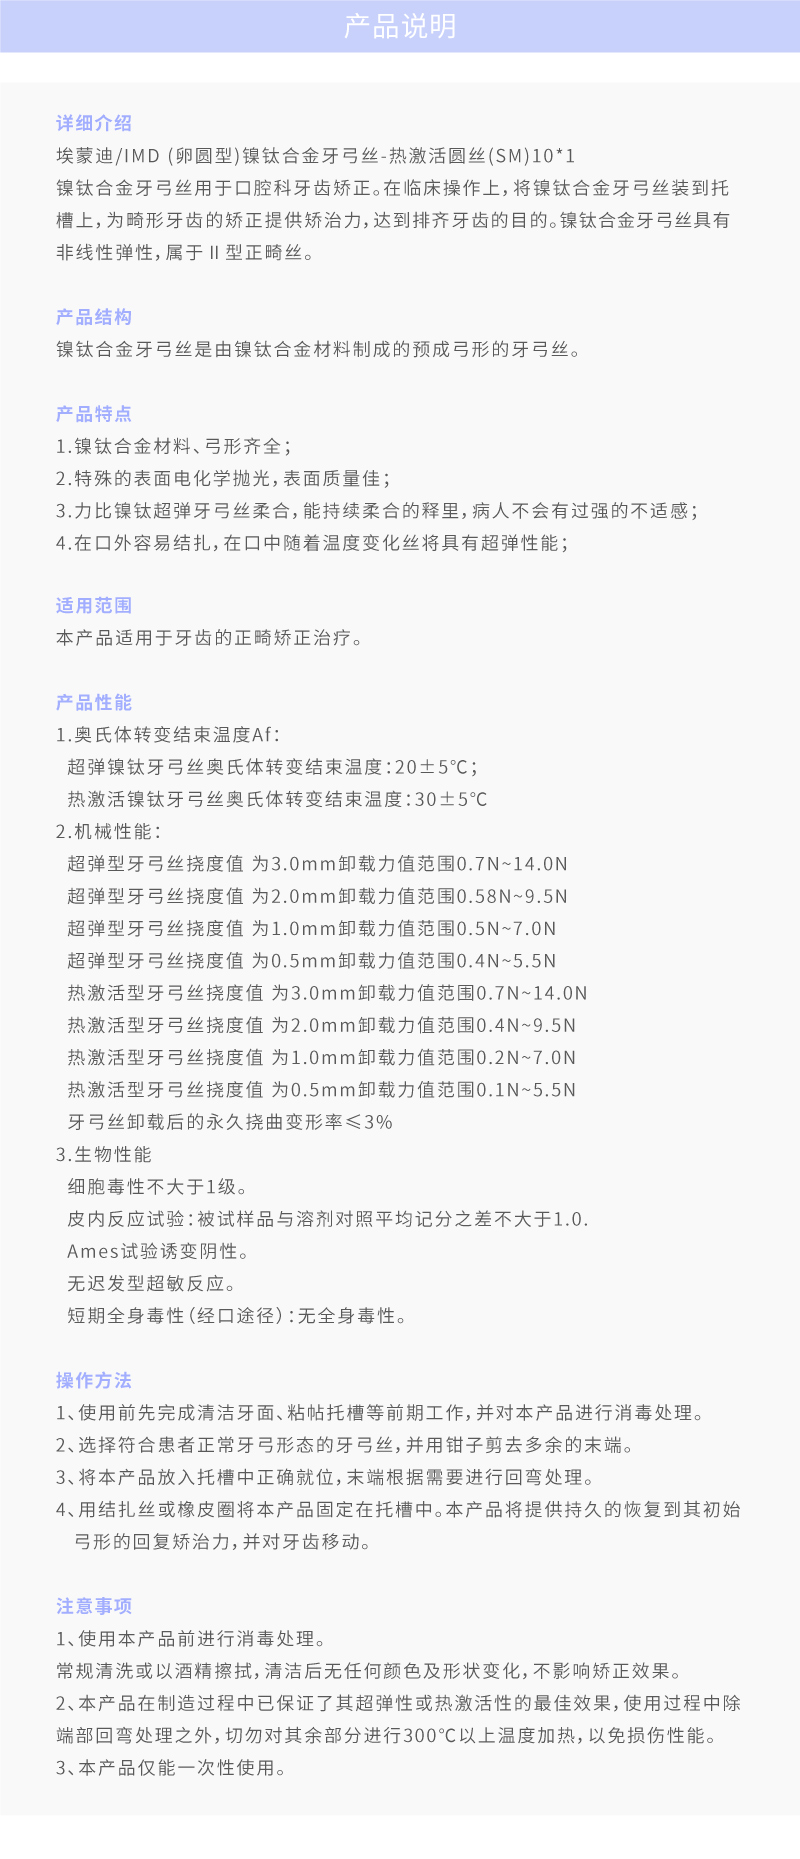 产品说明
详细介绍
埃蒙迪/IMD (卵圆型)镍钛合金牙弓丝-热激活圆丝(SM)10*1
镍钛合金牙弓丝用于口腔科牙齿矫正。在临床操作上，将镍钛合金牙弓丝装到托
槽上，为畸形牙齿的矫正提供矫治力，达到排齐牙齿的目的。镍钛合金牙弓丝具有
非线性弹性，属于 II 型正畸丝。
产品结构
镍钛合金牙弓丝是由镍钛合金材料制成的预成弓形的牙弓丝。
产品特点
1.镍钛合金材料、弓形齐全；
2.特殊的表面电化学抛光，表面质量佳；
3.力比镍钛超弹牙弓丝柔合，能持续柔合的释里，病人不会有过强的不适感；
4.在口外容易结扎，在口中随着温度变化丝将具有超弹性能；
适用范围
本产品适用于牙齿的正畸矫正治疗。
产品性能
1.奥氏体转变结束温度Af：
超弹镍钛牙弓丝奥氏体转变结束温度：20±5℃；
热激活镍钛牙弓丝奥氏体转变结束温度：30±5℃
2.机械性能：
超弹型牙弓丝挠度值 为3.0mm卸载力值范围0.7N~14.0N
超弹型牙弓丝挠度值 为2.0mm卸载力值范围0.58N~9.5N
超弹型牙弓丝挠度值 为1.0mm卸载力值范围0.5N~7.0N
超弹型牙弓丝挠度值 为0.5mm卸载力值范围0.4N~5.5N
热激活型牙弓丝挠度值 为3.0mm卸载力值范围0.7N~14.0N
热激活型牙弓丝挠度值 为2.0mm卸载力值范围0.4N~9.5N
热激活型牙弓丝挠度值 为1.0mm卸载力值范围0.2N~7.0N
热激活型牙弓丝挠度值 为0.5mm卸载力值范围0.1N~5.5N
牙弓丝卸载后的永久挠曲变形率≤3%
3.生物性能
细胞毒性不大于1级。
皮内反应试验：被试样品与溶剂对照平均记分之差不大于1.0.
Ames试验诱变阴性。
无迟发型超敏反应。
短期全身毒性（经口途径）：无全身毒性。
操作方法
1、使用前先完成清洁牙面、粘帖托槽等前期工作，并对本产品进行消毒处理。
2、选择符合患者正常牙弓形态的牙弓丝，并用钳子剪去多余的末端。
3、将本产品放入托槽中正确就位，末端根据需要进行回弯处理。
4、用结扎丝或橡皮圈将本产品固定在托槽中。本产品将提供持久的恢复到其初始
弓形的回复矫治力，并对牙齿移动。
注意事项
1、使用本产品前进行消毒处理。
常规清洗或以酒精擦拭，清洁后无任何颜色及形状变化，不影响矫正效果。
2、本产品在制造过程中已保证了其超弹性或热激活性的最佳效果，使用过程中除
端部回弯处理之外，切勿对其余部分进行300℃以上温度加热，以免损伤性能。
3、本产品仅能一次性使用。